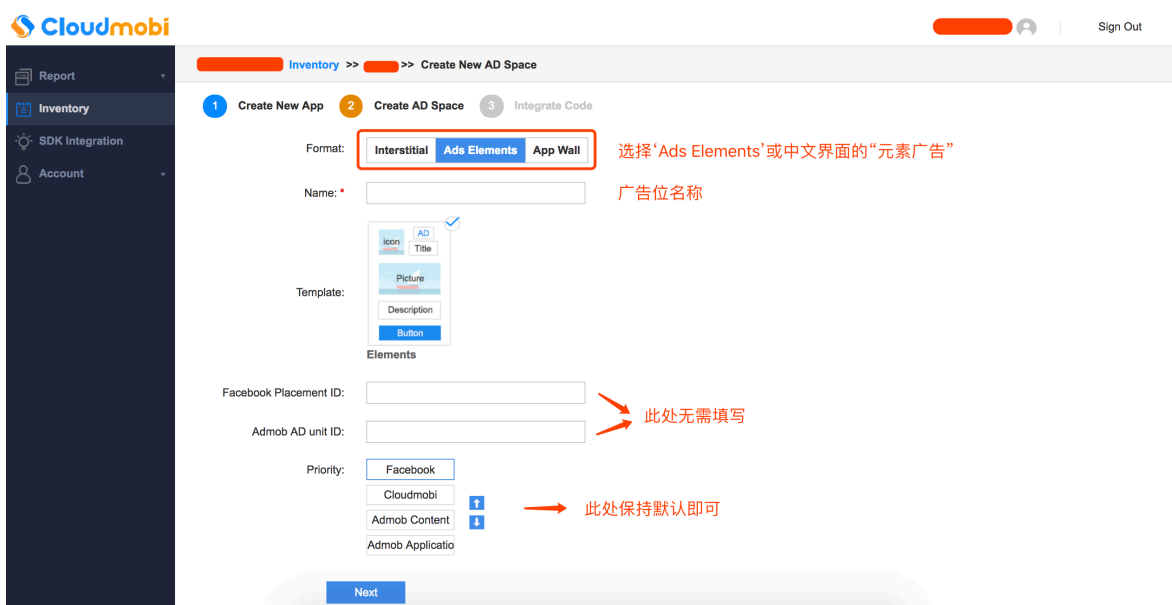 Cloudmobi
Sign Out
Report
Inventory
SDK Integration
Account
Inventory >> >> Create New AD Space
1 Create New App 2 Create AD Space 3 Integrate Code
Format: Interstitial Ads Elements App Wall 选择‘Ads Elements’或中文界面的“元素广告”
Name: * 广告位名称
Template:
icon AD
Title
Picture
Description
Button
Elements
Facebook Placement ID:
此处无需填写
Admob AD unit ID:
Priority: Facebook
Cloudmobi
此处保持默认即可
Admob Content
Admob Applicatio
Next